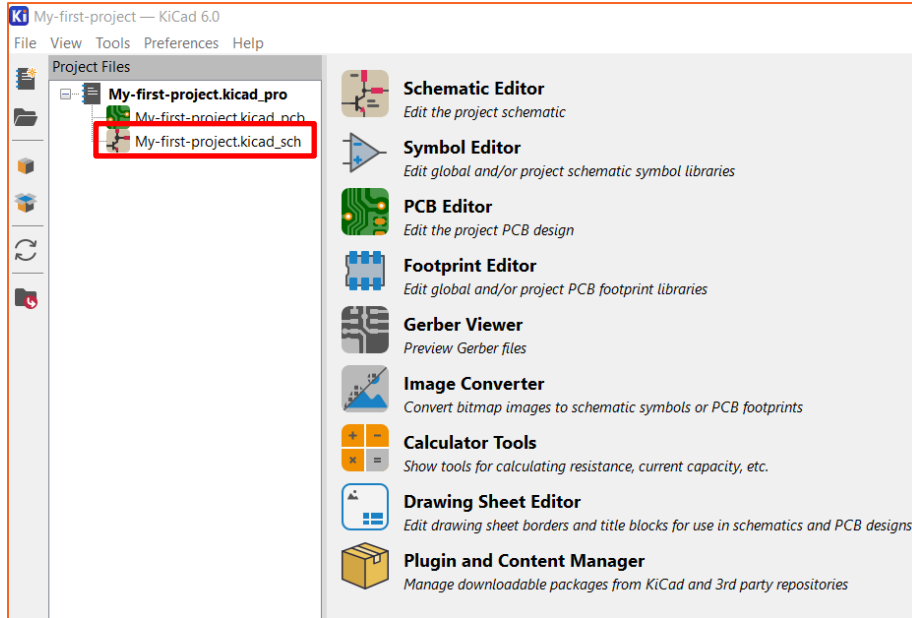 Ki My-first-project — KiCad 6.0
File View Tools Preferences Help
Project Files
My-first-project.kicad_pro
My-first-project.kicad_pcb
My-first-project.kicad_sch
Schematic Editor
Edit the project schematic
Symbol Editor
Edit global and/or project schematic symbol libraries
PCB Editor
Edit the project PCB design
Footprint Editor
Edit global and/or project PCB footprint libraries
Gerber Viewer
Preview Gerber files
Image Converter
Convert bitmap images to schematic symbols or PCB footprints
Calculator Tools
Show tools for calculating resistance, current capacity, etc.
Drawing Sheet Editor
Edit drawing sheet borders and title blocks for use in schematics and PCB designs
Plugin and Content Manager
Manage downloadable packages from KiCad and 3rd party repositories